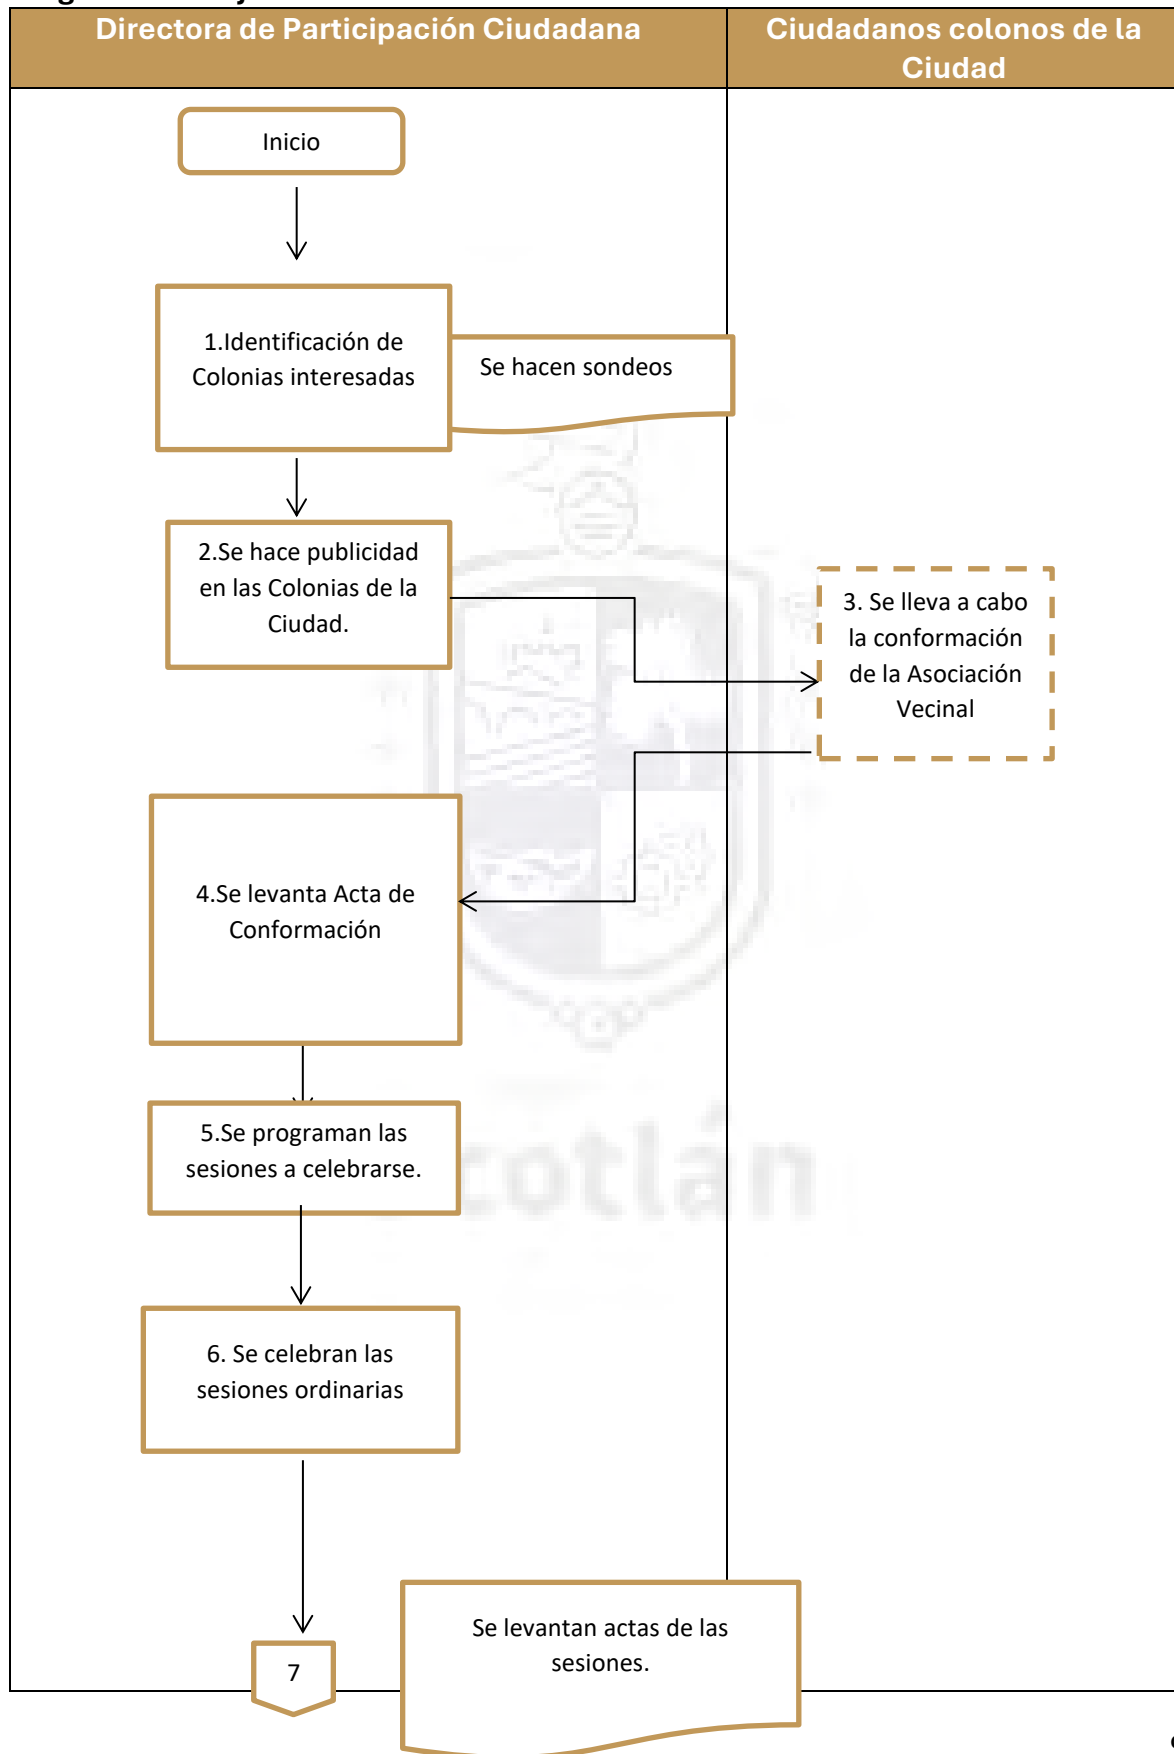 Directora de Participación Ciudadana
Ciudadanos colonos de la
Ciudad
Inicio
1.Identificación de
Colonias interesadas
Se hacen sondeos
2.Se hace publicidad
en las Colonias de la
Ciudad.
3. Se lleva a cabo
la conformación
de la Asociación
Vecinal
4.Se levanta Acta de
Conformación
5.Se programan las
sesiones a celebrarse.
cotlán
6. Se celebran las
sesiones ordinarias
Se levantan actas de las
sesiones.
7